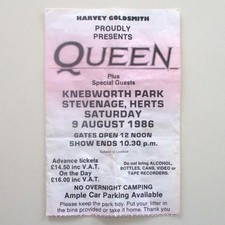 HARVEY GOLDSMITH
PROUDLY
PRESENTS
QUEEN
Plus
Special Guests
KNEBWORTH PARK
STEVENAGE, HERTS
SATURDAY
9 AUGUST 1986
GATES OPEN 12 NOON
SHOW ENDS 10.30 p.m.
Subject to Licence
Advance tickets
£14.50 inc V.A.T.
On the Day
£16.00 inc V.A.T.
Do not bring ALCOHOL,
BOTTLES, CANS, VIDEO or
TAPE RECORDERS.
NO OVERNIGHT CAMPING
Ample Car Parking Available
Please keep the park tidy. Put your litter in
the bins provided or take it home. Thank you